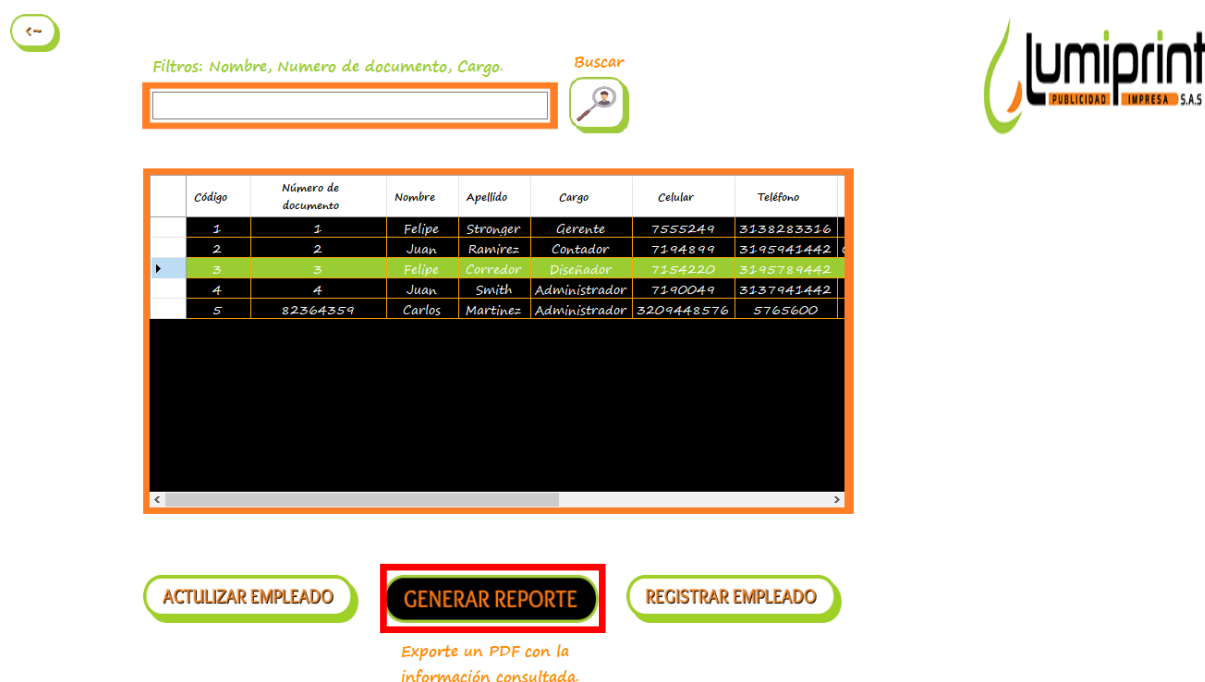 <~
lumiprint
PUBLICIDAD IMPRESA S.A.S
Filtros: Nombre, Numero de documento, Cargo.
Buscar
Código Número de documento Nombre Apellido Cargo Celular Teléfono
1 1 Felipe Stronger Gerente 7555249 3138283316
2 2 Juan Ramirez Contador 7194899 3195941442
3 3 Felipe Corredor Diseñador 7154220 3195789442
4 4 Juan Smith Administrador 7190049 3137941442
5 82364359 Carlos Martinez Administrador 3209448576 5765600
ACTULIZAR EMPLEADO
GENERAR REPORTE
REGISTRAR EMPLEADO
Exporte un PDF con la
información consultada.